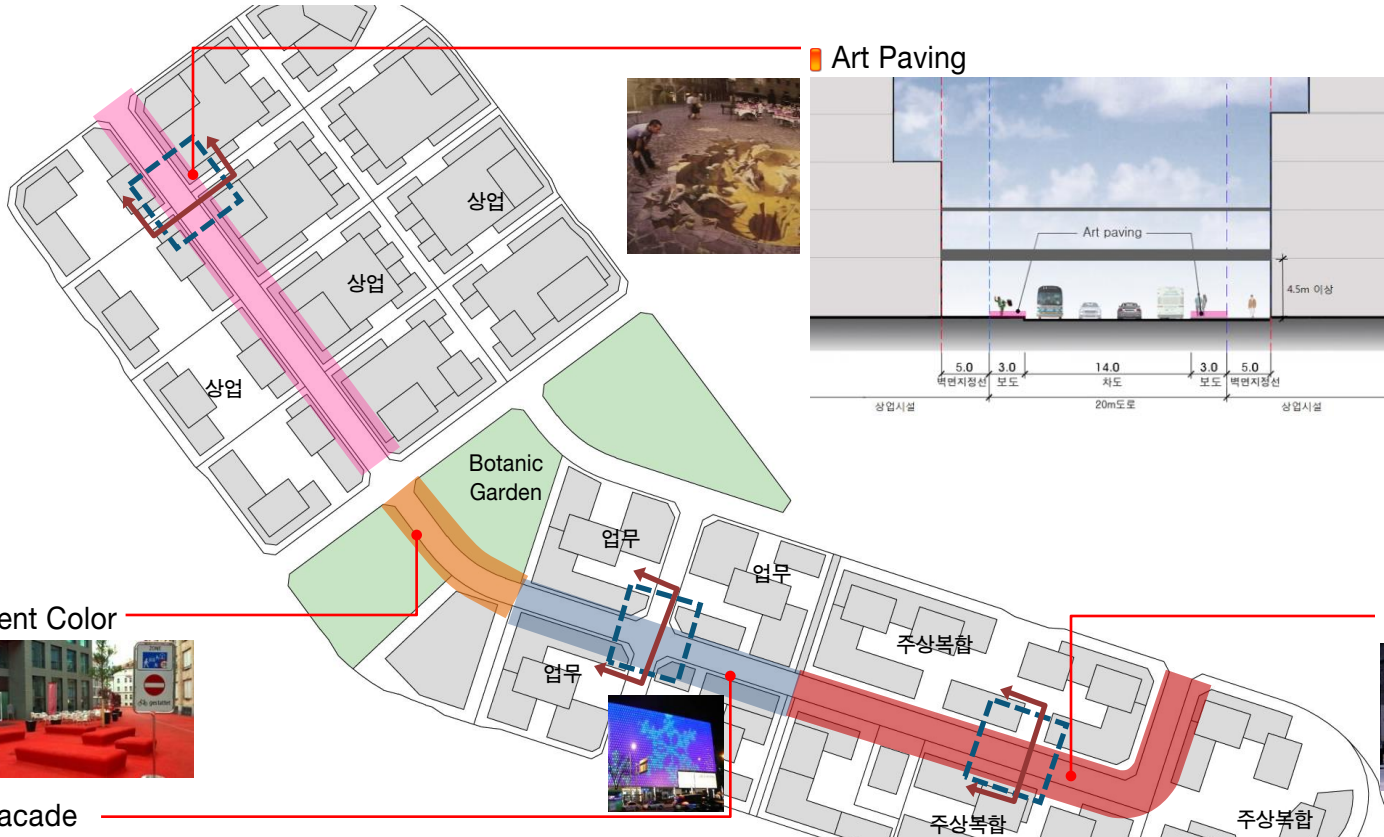 Art Paving
Art paving
4.5m 이상
5.0 3.0 14.0 3.0 5.0
벽면지정선 보도 차도 보도 벽면지정선
상업시설 20m도로 상업시설
상업
상업
상업
Botanic
Garden
업무
업무
업무
주상복합
주상복합
주상복합
ent Color
ZONE
gestattet
acade